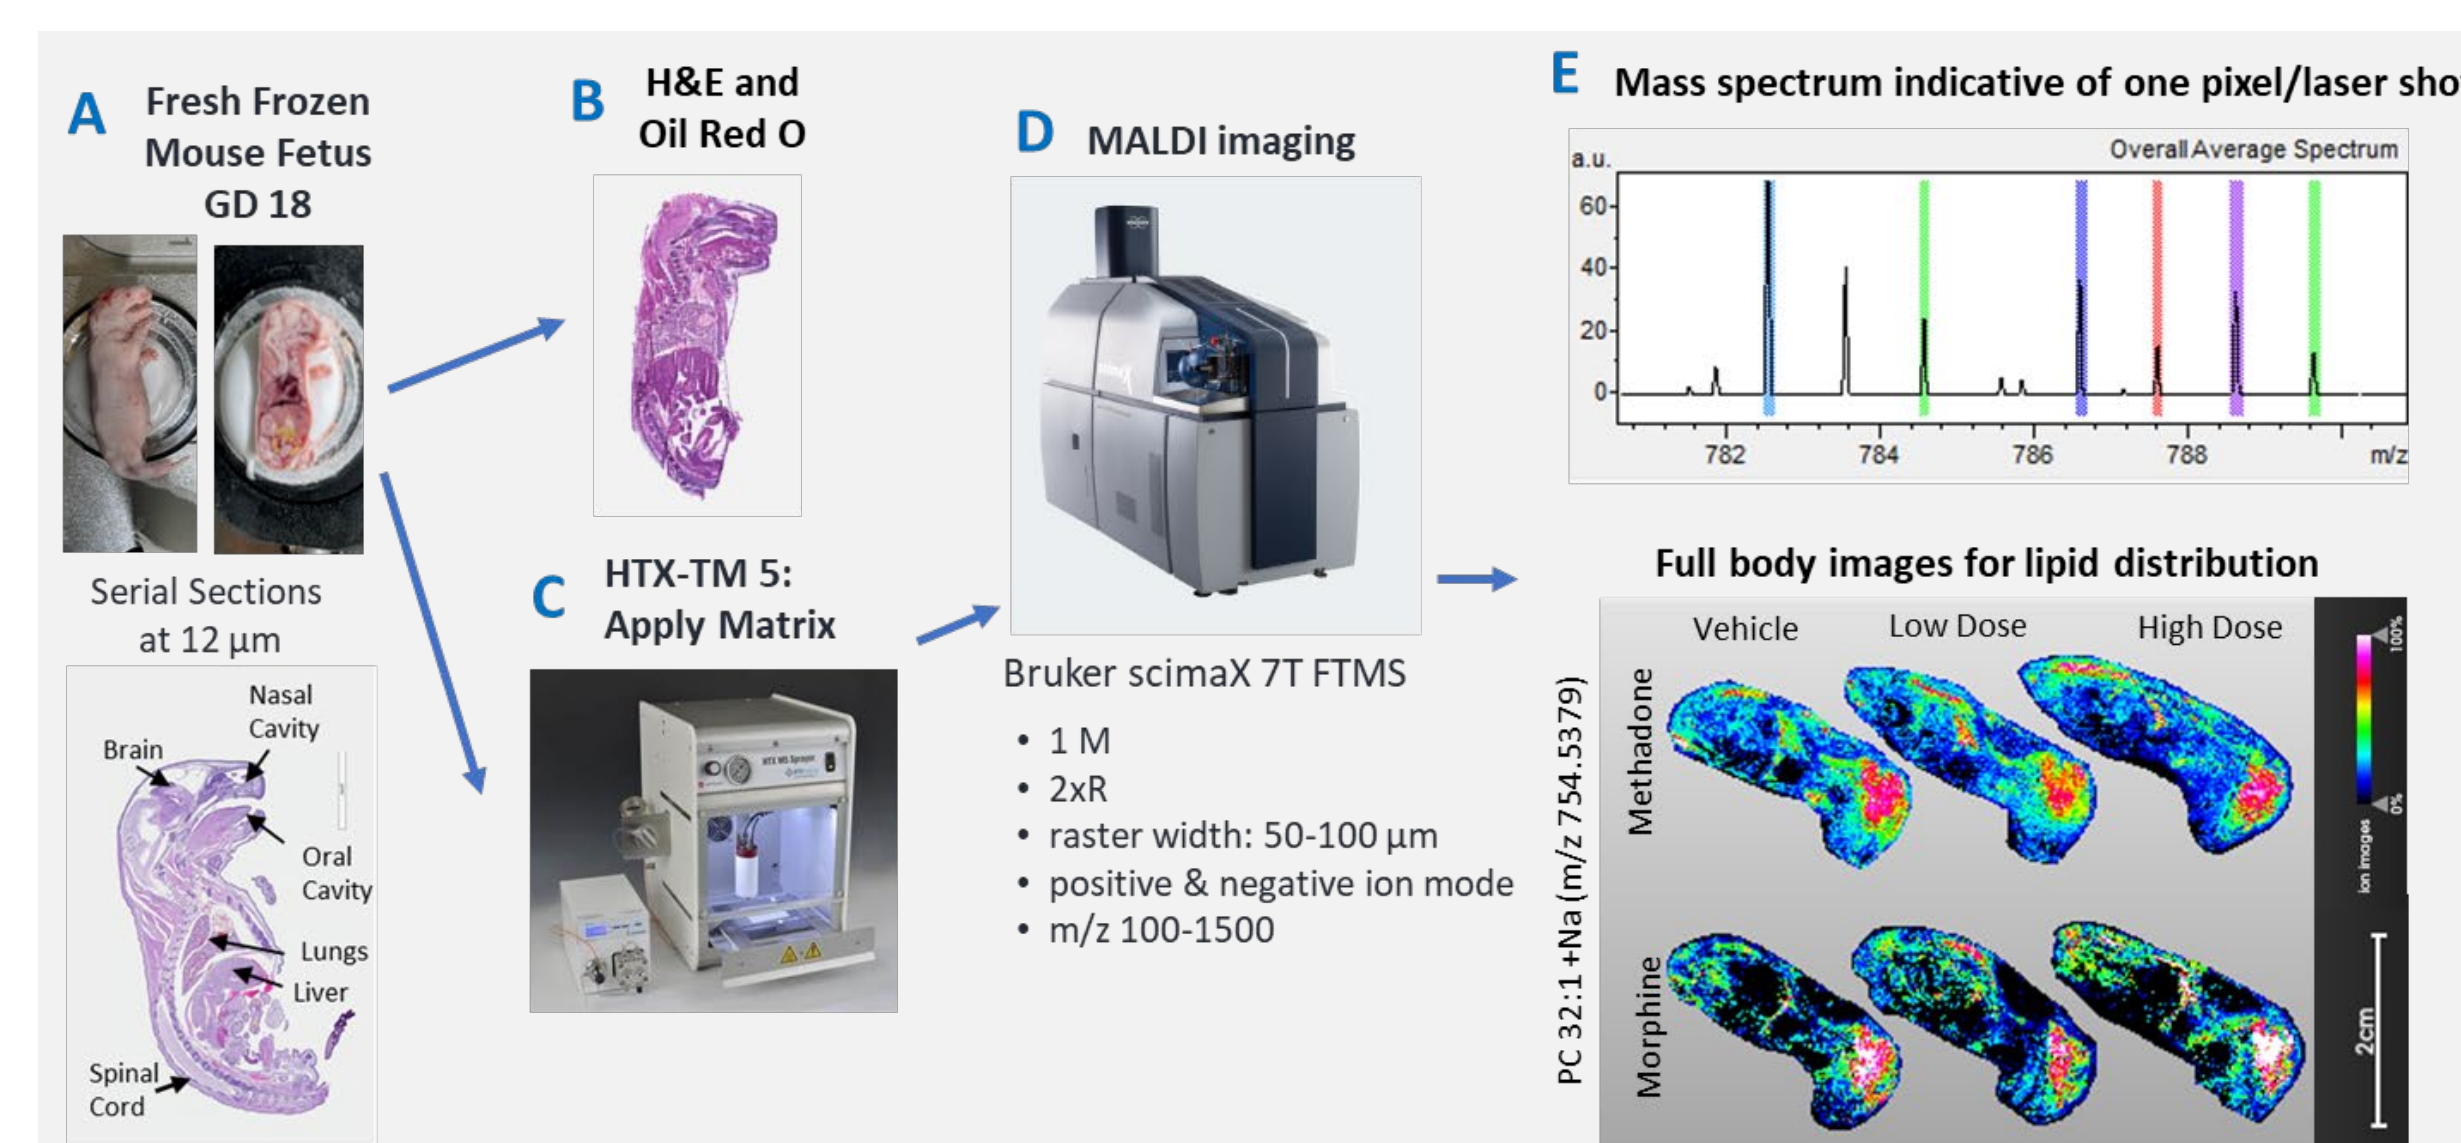 A
Fresh Frozen
Mouse Fetus
GD 18
Serial Sections
at 12 µm
Nasal
Cavity
Brain
Oral
Cavity
Lungs
Liver
Spinal
Cord
B
H&E and
Oil Red O
C
HTX-TM 5:
Apply Matrix
HTX M5 Sprayer
D
MALDI imaging
Bruker scimaX 7T FTMS
• 1 M
• 2xR
• raster width: 50-100 µm
• positive & negative ion mode
• m/z 100-1500
E
Mass spectrum indicative of one pixel/laser sho
a.u.
Overall Average Spectrum
60
40
20
0
782 784 786 788 m/z
Full body images for lipid distribution
Vehicle Low Dose High Dose
PC 32:1+Na (m/z 754.5379)
Methadone
Morphine
100%
0%
ion images
2cm